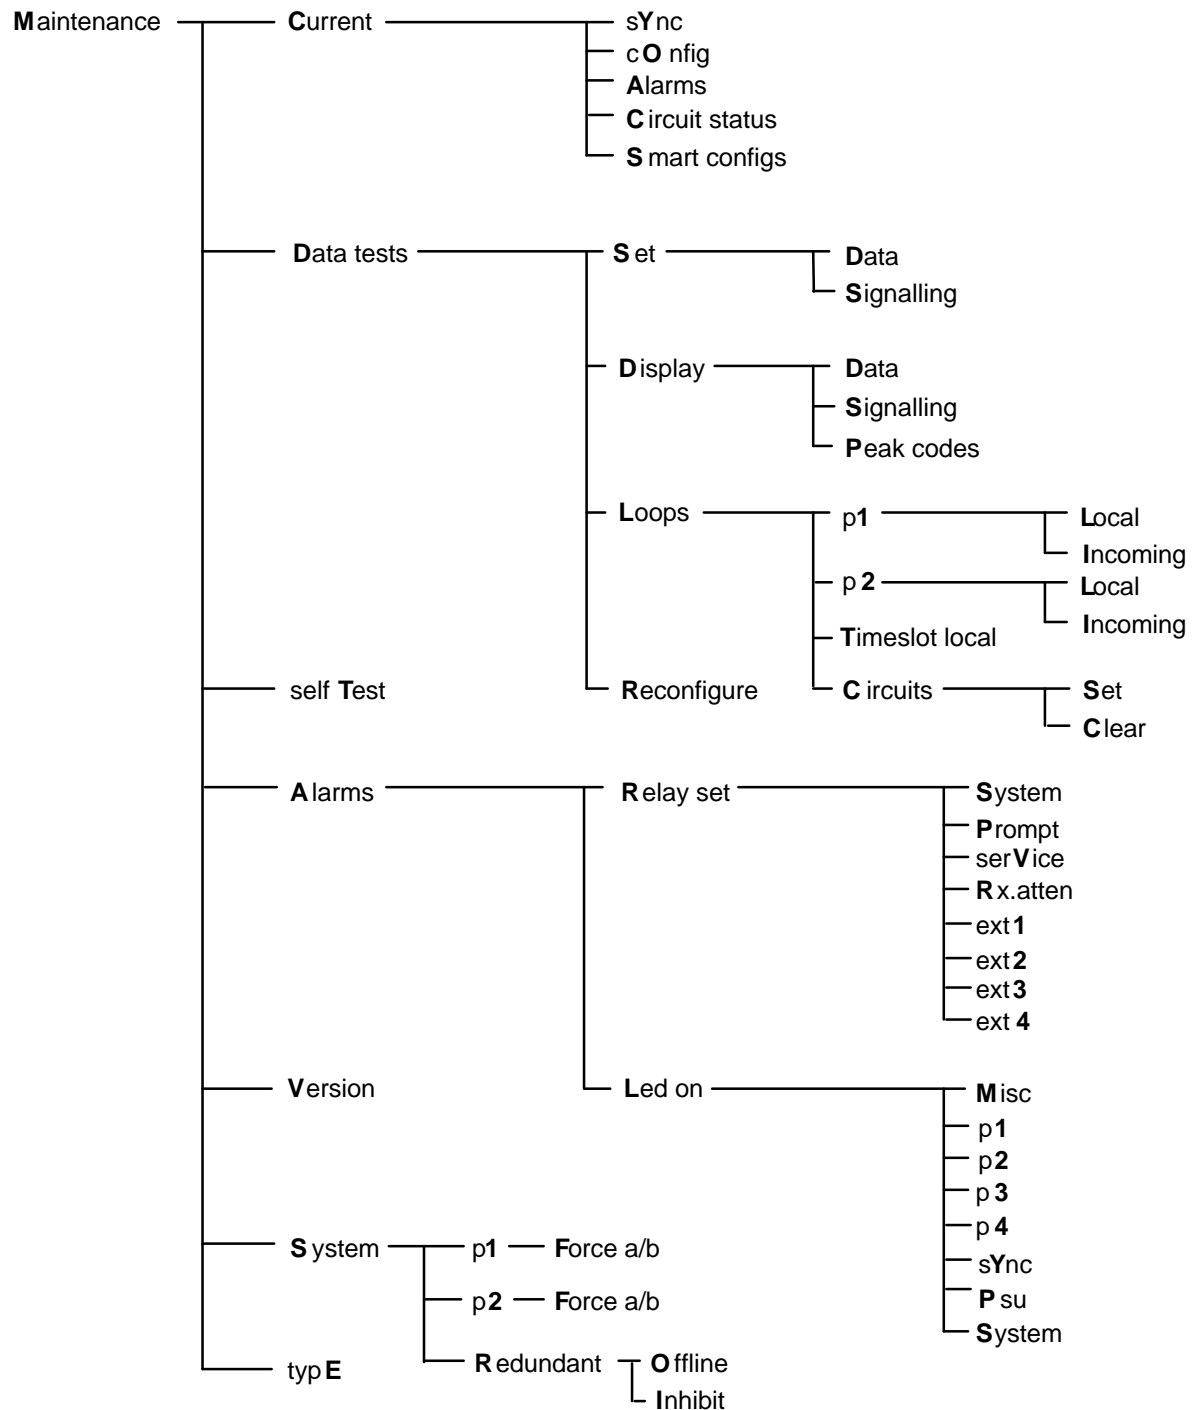 Maintenance
Current
sYnc
cOnfig
Alarms
Circuit status
Smart configs
Data tests
Set
Data
Signalling
Display
Data
Signalling
Peak codes
Loops
p1
Local
Incoming
p2
Local
Incoming
Timeslot local
Circuits
Set
Clear
Reconfigure
self Test
Alarms
Relay set
System
Prompt
serVice
Rx.atten
ext1
ext2
ext3
ext4
Led on
Misc
p1
p2
p3
p4
sYnc
Psu
System
Version
System
p1
Force a/b
p2
Force a/b
Redundant
Offline
Inhibit
typE